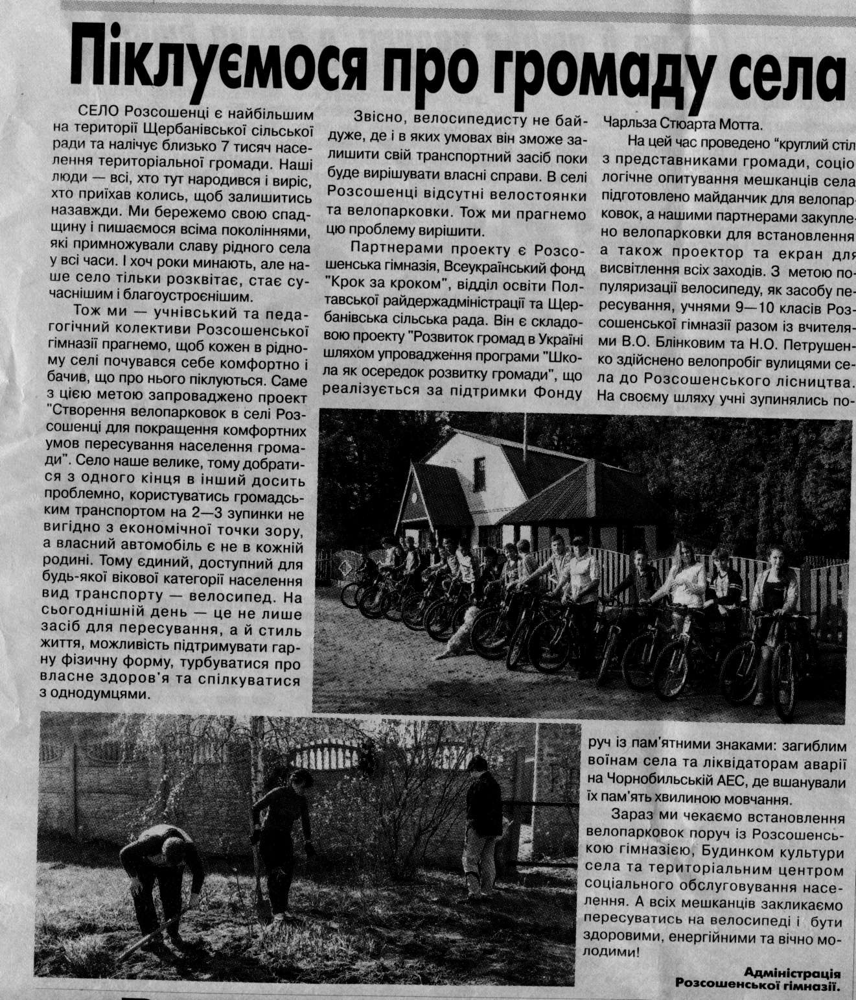 Піклуємося про громаду села
СЕЛО Розсошенці є найбільшим
на території Щербанівської сільської
ради та налічує близько 7 тисяч насе-
лення територіальної громади. Наші
люди — всі, хто тут народився і виріс,
хто приїхав колись, щоб залишитись
назавжди. Ми бережемо свою спад-
щину і пишаємося всіма поколіннями,
які примножували славу рідного села
у всі часи. І хоч роки минають, але на-
ше село тільки розквітає, стає су-
часнішим і благоустроєнішим.
Тож ми — учнівський та педа-
гогічний колективи Розсошенської
гімназії прагнемо, щоб кожен в рідно-
му селі почувався себе комфортно і
бачив, що про нього піклуються. Саме
з цією метою запроваджено проект
"Створення велопарковок в селі Роз-
сошенці для покращення комфортних
умов пересування населення грома-
ди". Село наше велике, тому добрати-
ся з одного кінця в інший досить
проблемно, користуватись громадсь-
ким транспортом на 2—3 зупинки не
вигідно з економічної точки зору,
а власний автомобіль є не в кожній
родині. Тому єдиний, доступний для
будь-якої вікової категорії населення
вид транспорту — велосипед. На
сьогоднішній день — це не лише
засіб для пересування, а й стиль
життя, можливість підтримувати гар-
ну фізичну форму, турбуватися про
власне здоров'я та спілкуватися
з однодумцями.
Звісно, велосипедисту не бай-
дуже, де і в яких умовах він зможе за-
лишити свій транспортний засіб поки
буде вирішувати власні справи. В селі
Розсошенці відсутні велостоянки
та велопарковки. Тож ми прагнемо
цю проблему вирішити.
Партнерами проекту є Розсо-
шенська гімназія, Всеукраїнський фонд
"Крок за кроком", відділ освіти Пол-
тавської райдержадміністрації та Щер-
банівська сільська рада. Він є складо-
вою проекту "Розвиток громад в Україні
шляхом упровадження програми "Шко-
ла як осередок розвитку громади", що
реалізується за підтримки Фонду
Чарльза Стюарта Мотта.
На цей час проведено “круглий стіл
з представниками громади, соціо
логічне опитування мешканців села
підготовлено майданчик для велопар-
ковок, а нашими партнерами закупле-
но велопарковки для встановлення
а також проектор та екран для
висвітлення всіх заходів. З метою по-
пуляризації велосипеду, як засобу пе-
ресування, учнями 9—10 класів Роз-
сошенської гімназії разом із вчителя-
ми В.О. Блінковим та Н.О. Петрушен-
ко здійснено велопробіг вулицями се-
ла до Розсошенського лісництва.
На своєму шляху учні зупинялись по-
руч із пам'ятними знаками: загиблим
воїнам села та ліквідаторам аварії
на Чорнобильській АЕС, де вшанували
їх пам'ять хвилиною мовчання.
Зараз ми чекаємо встановлення
велопарковок поруч із Розсошенсь-
кою гімназією, Будинком культури
села та територіальним центром
соціального обслуговування насе-
лення. А всіх мешканців закликаємо
пересуватись на велосипеді і бути
здоровими, енергійними та вічно мо-
лодими!
Адміністрація
Розсошенської гімназії.